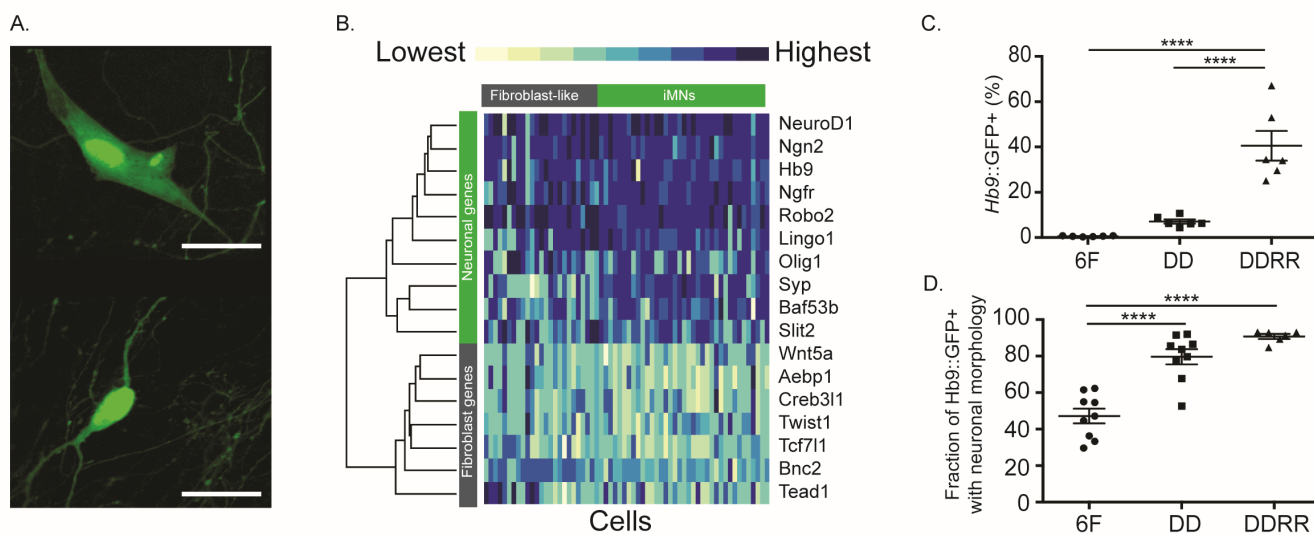 A.
B.
Lowest Highest
Fibroblast-like iMNs
Neuronal genes
Fibroblast genes
NeuroD1
Ngn2
Hb9
Ngfr
Robo2
Lingo1
Olig1
Syp
Baf53b
Slit2
Wnt5a
Aebp1
Creb3l1
Twist1
Tcf7l1
Bnc2
Tead1
Cells
C.
****
****
Hb9::GFP+ (%)
80
60
40
20
0
6F DD DDRR
D.
****
****
Fraction of Hb9::GFP+
with neuronal morphology
100
80
60
40
20
0
6F DD DDRR